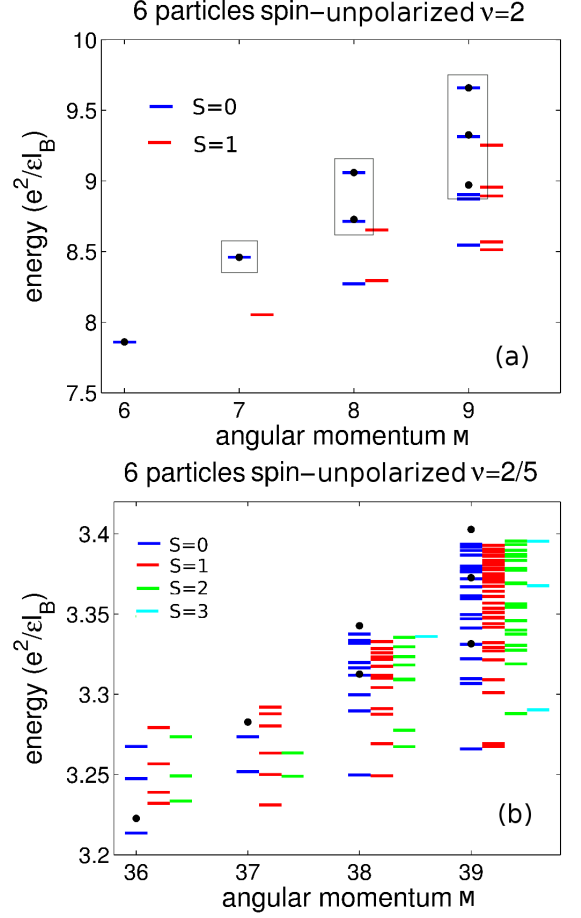 6 particles spin−unpolarized ν=2
10
9.5
9
8.5
8
7.5
energy (e²/εl_B)
S=0
S=1
(a)
6 7 8 9
angular momentum M
6 particles spin−unpolarized ν=2/5
3.4
3.35
3.3
3.25
3.2
energy (e²/εl_B)
S=0
S=1
S=2
S=3
(b)
36 37 38 39
angular momentum M